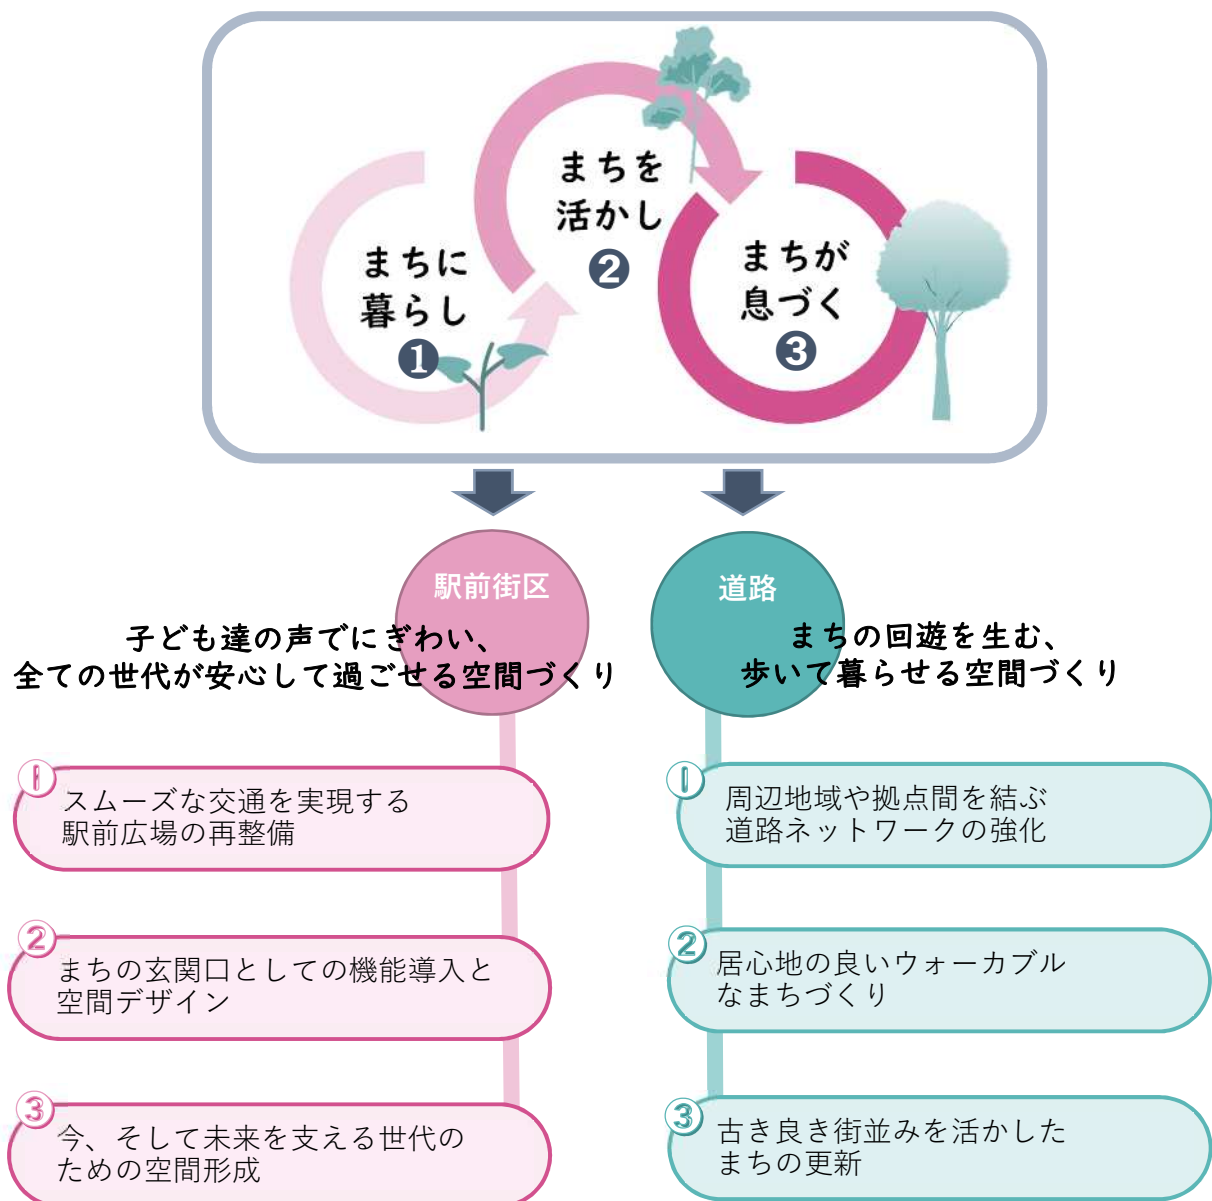 まちに
暮らし
❶
まちを
活かし
❷
まちが
息づく
❸
駅前街区
子ども達の声でにぎわい、
全ての世代が安心して過ごせる空間づくり
①
スムーズな交通を実現する
駅前広場の再整備
②
まちの玄関口としての機能導入と
空間デザイン
③
今、そして未来を支える世代の
ための空間形成
道路
まちの回遊を生む、
歩いて暮らせる空間づくり
①
周辺地域や拠点間を結ぶ
道路ネットワークの強化
②
居心地の良いウォーカブル
なまちづくり
③
古き良き街並みを活かした
まちの更新